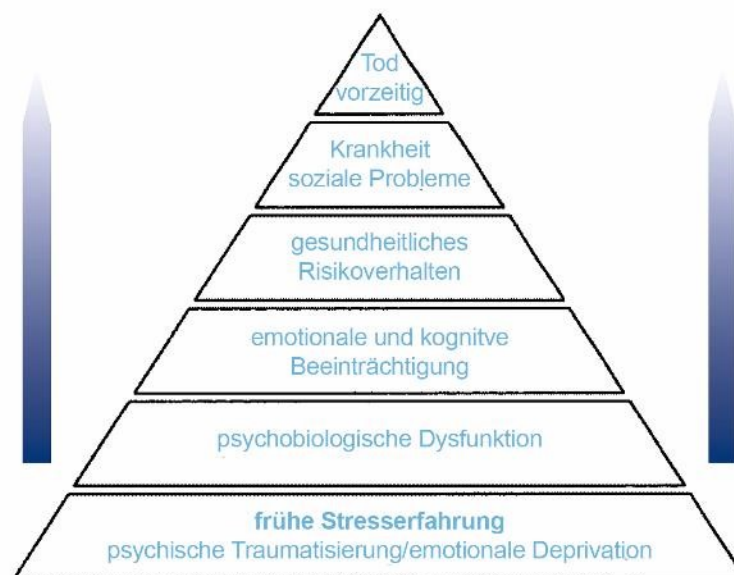 Tod
vorzeitig
Krankheit
soziale Probleme
gesundheitliches
Risikoverhalten
emotionale und kognitve
Beeinträchtigung
psychobiologische Dysfunktion
frühe Stresserfahrung
psychische Traumatisierung/emotionale Deprivation